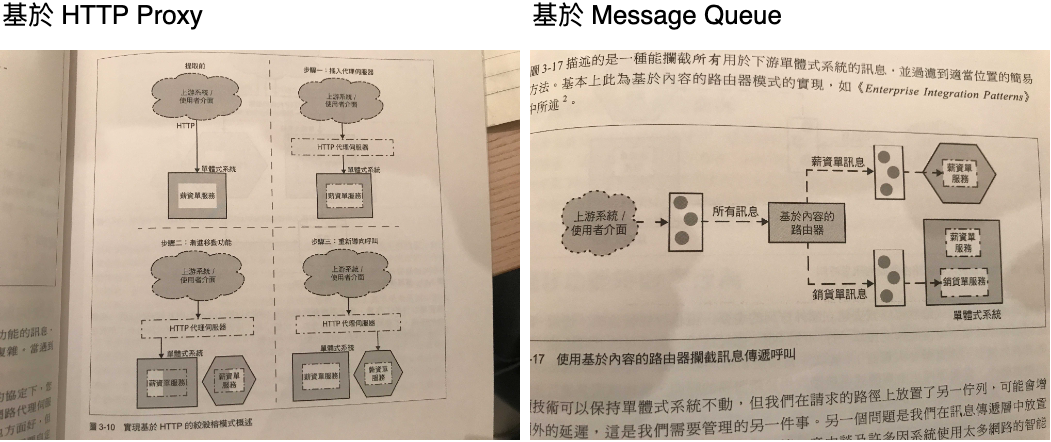 基於 HTTP Proxy
提取前
上游系統 /
使用者介面
HTTP
單體式系統
薪資單服務
步驟一：插入代理伺服器
上游系統 /
使用者介面
HTTP 代理伺服器
單體式系統
薪資單服務
步驟二：漸進移動功能
上游系統 /
使用者介面
HTTP 代理伺服器
單體式系統
薪資單服務
薪資單
服務
步驟三：重新導向呼叫
上游系統 /
使用者介面
HTTP 代理伺服器
單體式系統
薪資單服務
薪資單
服務
功能的訊息，
複雜，當遇到
的協定下，
圖 3-10 實現基於 HTTP 的絞殺榕模式概述
基於 Message Queue
圖 3-17 描述的是一種能攔截所有用於下游單體式系統的訊息，並過濾到適當位置的簡易
方法。基本上此為基於內容的路由器模式的實現，如《Enterprise Integration Patterns》
中所述 2。
上游系統 /
使用者介面
所有訊息
基於內容的
路由器
薪資單訊息
薪資單
服務
銷貨單訊息
薪資單
服務
銷貨單服務
單體式系統
-17 使用基於內容的路由器攔截訊息傳遞呼叫
技術可以保持單體式系統不動，但我們在請求的路徑上放置了另一佇列，可能會增
外的延遲，這是我們需要管理的另一件事。另一個問題是我們在訊息傳遞層中放置
許多因系統使用太多網路的智能